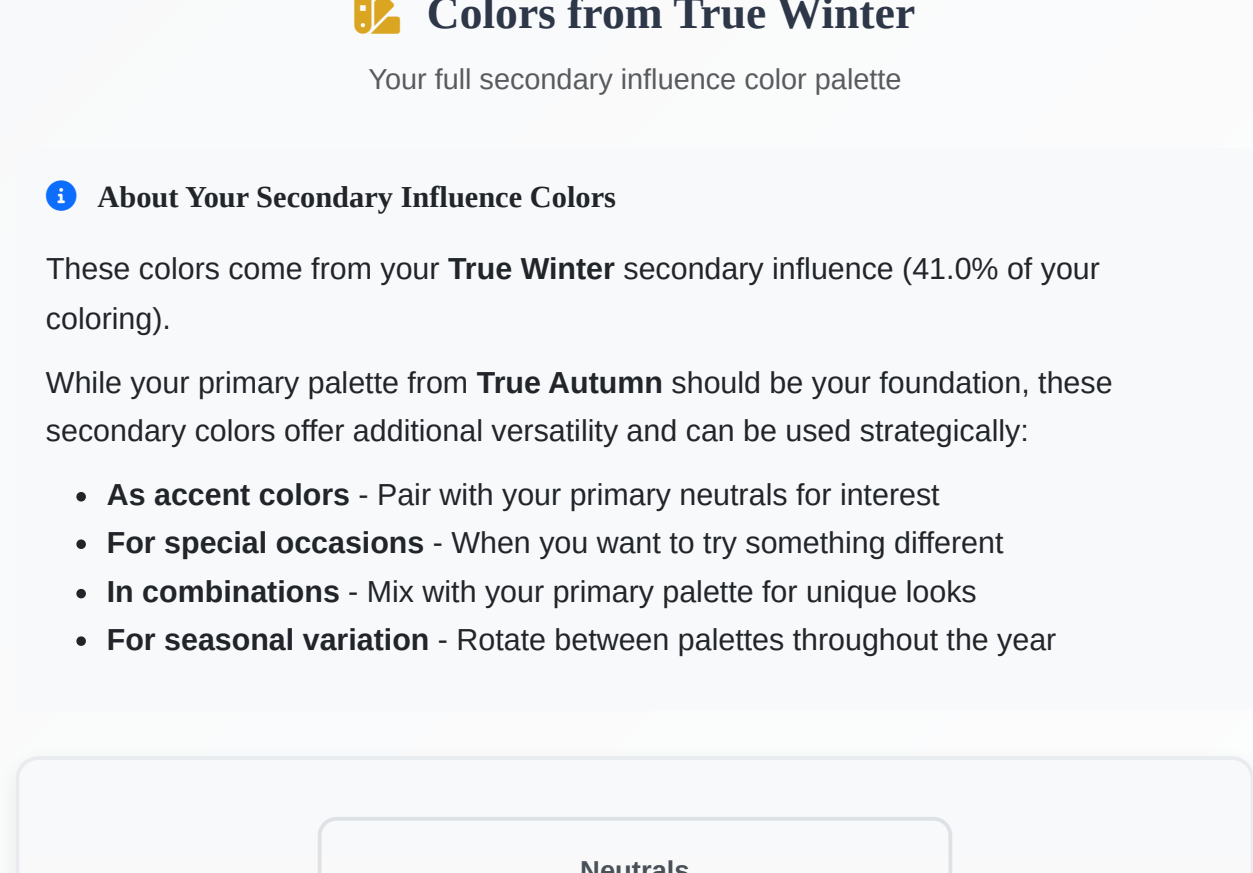 Colors from True Winter
Your full secondary influence color palette
About Your Secondary Influence Colors
These colors come from your True Winter secondary influence (41.0% of your
coloring).
While your primary palette from True Autumn should be your foundation, these
secondary colors offer additional versatility and can be used strategically:
• As accent colors - Pair with your primary neutrals for interest
• For special occasions - When you want to try something different
• In combinations - Mix with your primary palette for unique looks
• For seasonal variation - Rotate between palettes throughout the year
Neutrals